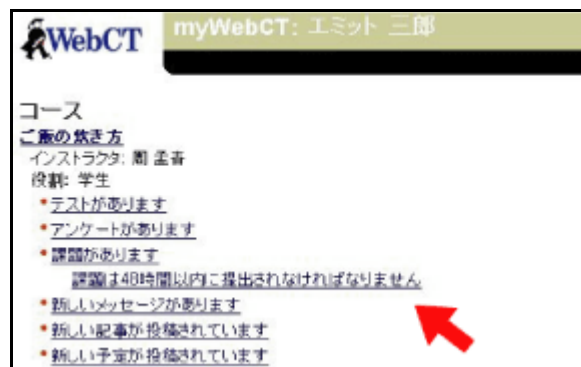 WebCT
myWebCT: エミット 三郎
コース
ご飯の炊き方
インストラクタ: 周 孟春
役割: 学生
テストがあります
アンケートがあります
課題があります
課題は48時間以内に提出されなければなりません
新しいメッセージがあります
新しい記事が投稿されています
新しい予定が投稿されています